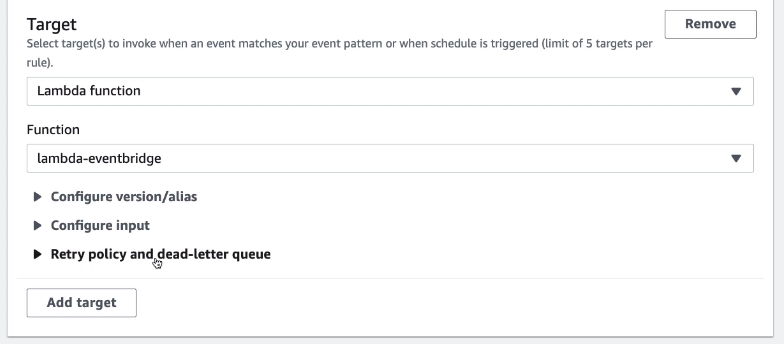 Target
Remove
Select target(s) to invoke when an event matches your event pattern or when schedule is triggered (limit of 5 targets per
rule).
Lambda function
Function
lambda-eventbridge
Configure version/alias
Configure input
Retry policy and dead-letter queue
Add target